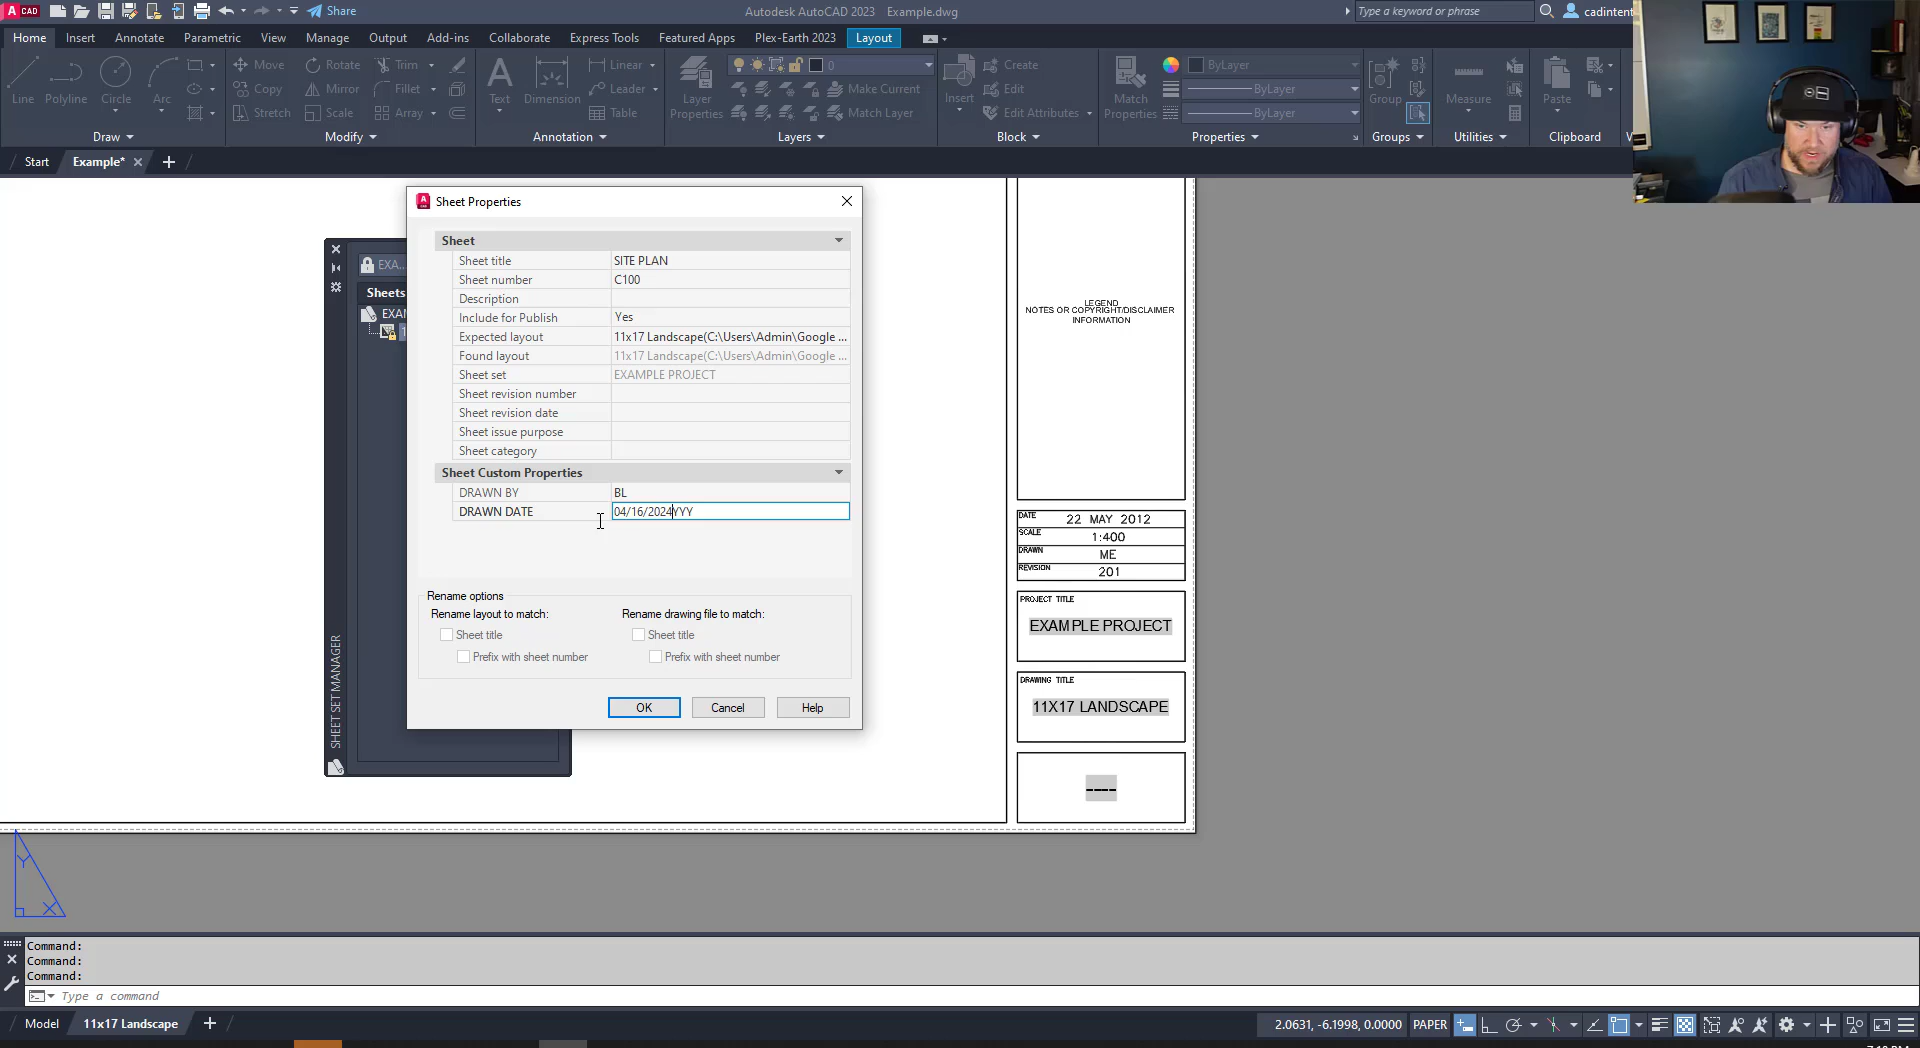 A CAD
Share
Autodesk AutoCAD 2023 Example.dwg
Type a keyword or phrase
cadintent
Home Insert Annotate Parametric View Manage Output Add-ins Collaborate Express Tools Featured Apps Plex-Earth 2023 Layout
Line Polyline Circle Arc
Move Rotate Trim
Copy Mirror Fillet
Stretch Scale Array
Text Dimension
Linear
Leader
Table
Layer Properties
0
Make Current
Match Layer
Insert
Create
Edit
Edit Attributes
Match Properties
ByLayer
ByLayer
ByLayer
Group
Measure
Paste
Draw Modify Annotation Layers Block Properties Groups Utilities Clipboard
Start Example*
Sheet Properties
Sheet
Sheet title SITE PLAN
Sheet number C100
Description
Include for Publish Yes
Expected layout 11x17 Landscape(C:\Users\Admin\Google ...
Found layout 11x17 Landscape(C:\Users\Admin\Google ...
Sheet set EXAMPLE PROJECT
Sheet revision number
Sheet revision date
Sheet issue purpose
Sheet category
Sheet Custom Properties
DRAWN BY BL
DRAWN DATE 04/16/2024YYY
Rename options
Rename layout to match: Rename drawing file to match:
Sheet title Sheet title
Prefix with sheet number Prefix with sheet number
OK Cancel Help
EXA...
Sheets
EXAM
1
SHEET SET MANAGER
LEGEND
NOTES OR COPYRIGHT/DISCLAIMER
INFORMATION
DATE 22 MAY 2012
SCALE 1:400
DRAWN ME
REVISION 201
PROJECT TITLE
EXAMPLE PROJECT
DRAWING TITLE
11X17 LANDSCAPE
----
Y
X
Command:
Command:
Command:
Type a command
Model 11x17 Landscape
2.0631, -6.1998, 0.0000 PAPER